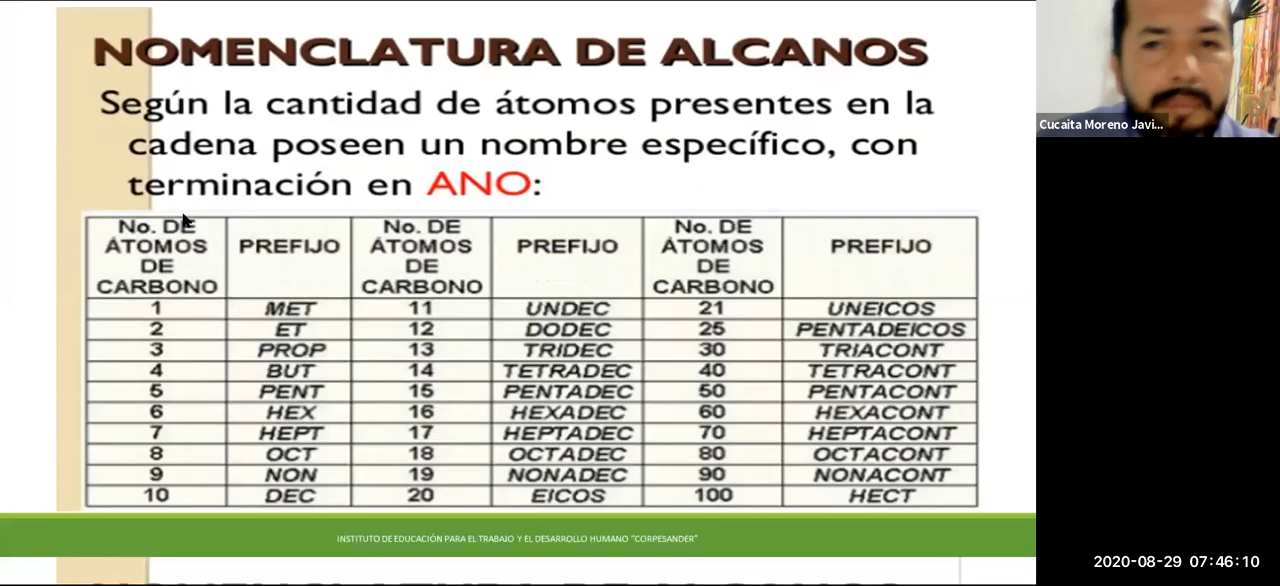 NOMENCLATURA DE ALCANOS
Según la cantidad de átomos presentes en la
cadena poseen un nombre específico, con
terminación en ANO:
No. DE ÁTOMOS DE CARBONO PREFIJO No. DE ÁTOMOS DE CARBONO PREFIJO No. DE ÁTOMOS DE CARBONO PREFIJO
1 MET 11 UNDEC 21 UNEICOS
2 ET 12 DODEC 25 PENTADEICOS
3 PROP 13 TRIDEC 30 TRIACONT
4 BUT 14 TETRADEC 40 TETRACONT
5 PENT 15 PENTADEC 50 PENTACONT
6 HEX 16 HEXADEC 60 HEXACONT
7 HEPT 17 HEPTADEC 70 HEPTACONT
8 OCT 18 OCTADEC 80 OCTACONT
9 NON 19 NONADEC 90 NONACONT
10 DEC 20 EICOS 100 HECT
INSTITUTO DE EDUCACIÓN PARA EL TRABAJO Y EL DESARROLLO HUMANO "CORPESANDER"
Cucaita Moreno Javi...
2020-08-29 07:46:10